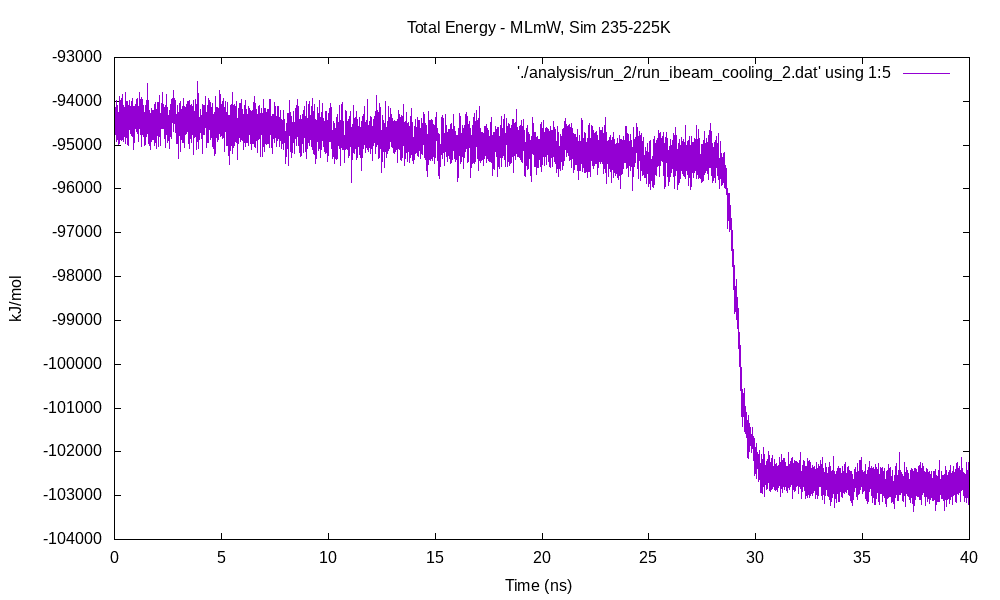 Total Energy - MLmW, Sim 235-225K
'./analysis/run_2/run_ibeam_cooling_2.dat' using 1:5
kJ/mol
-93000
-94000
-95000
-96000
-97000
-98000
-99000
-100000
-101000
-102000
-103000
-104000
0 5 10 15 20 25 30 35 40
Time (ns)